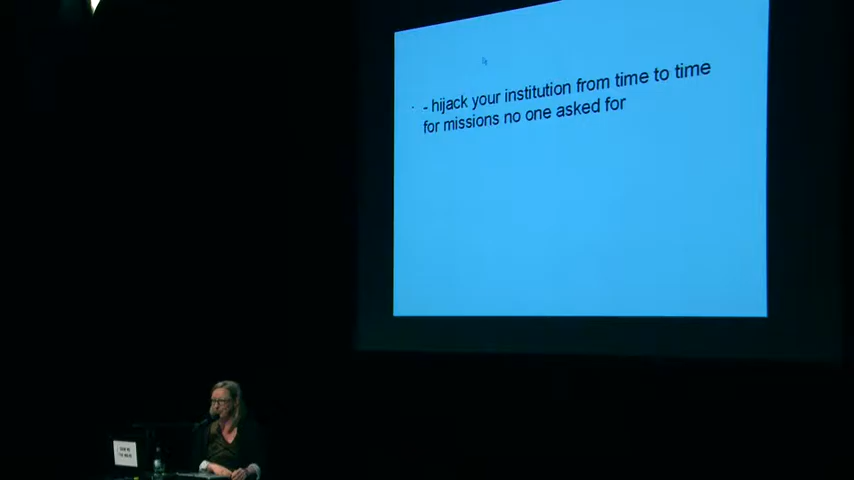 - hijack your institution from time to time
for missions no one asked for